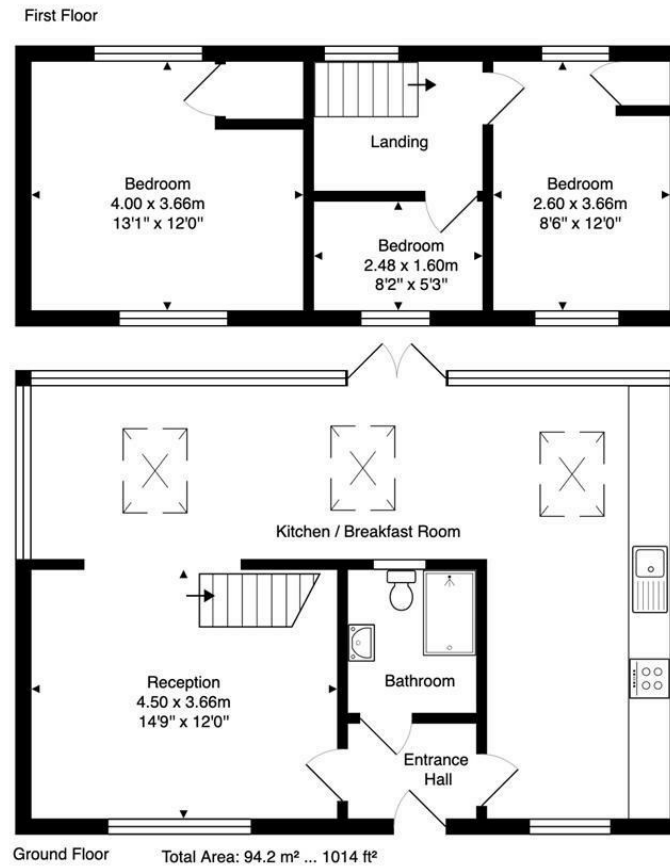 First Floor
Landing
Bedroom
4.00 x 3.66m
13'1" x 12'0"
Bedroom
2.60 x 3.66m
8'6" x 12'0"
Bedroom
2.48 x 1.60m
8'2" x 5'3"
Kitchen / Breakfast Room
Reception
4.50 x 3.66m
14'9" x 12'0"
Bathroom
Entrance
Hall
Ground Floor
Total Area: 94.2 m² ... 1014 ft²